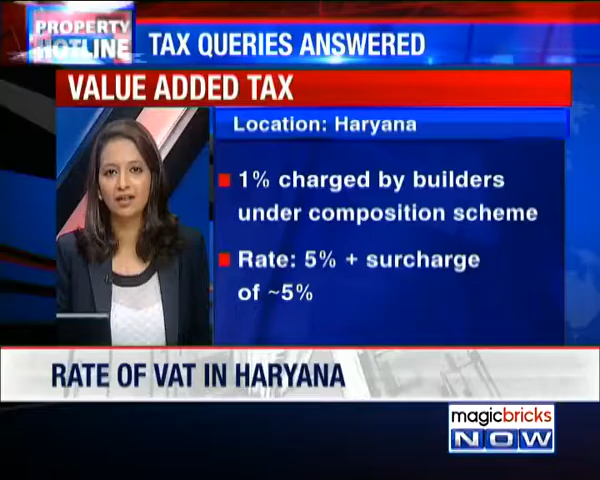 PROPERTY
HOTLINE
TAX QUERIES ANSWERED
VALUE ADDED TAX
Location: Haryana
1% charged by builders
under composition scheme
Rate: 5% + surcharge
of ~5%
RATE OF VAT IN HARYANA
magicbricks
NOW